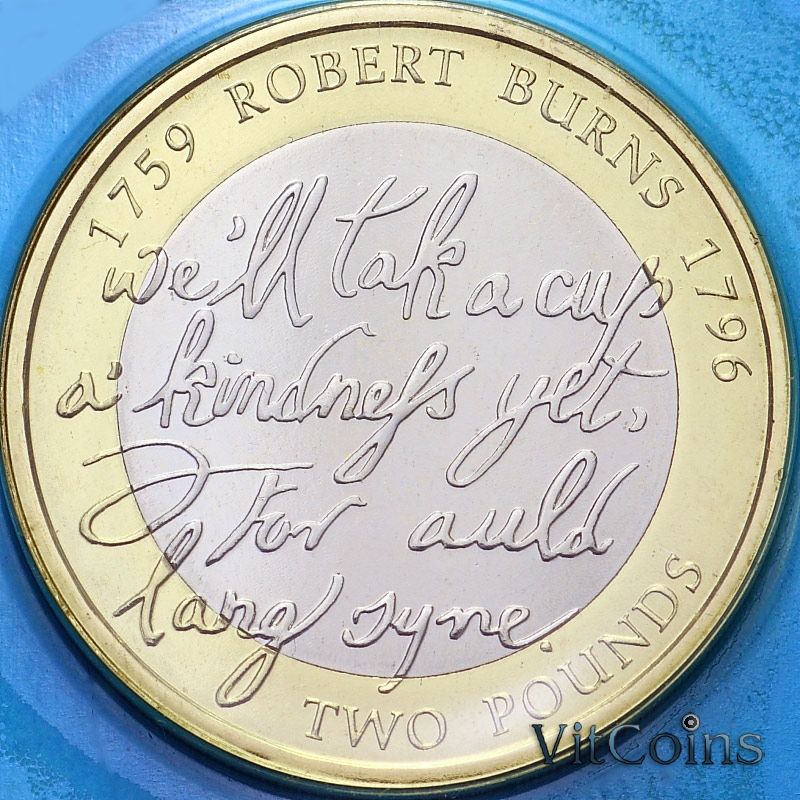 1759 ROBERT BURNS 1796
we'll tak a cup
a' kindness yet,
For auld
lang syne.
TWO POUNDS
VitCoins